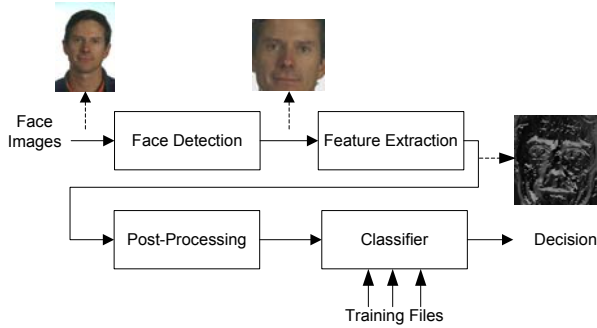 Face
Images
Face Detection
Feature Extraction
Post-Processing
Classifier
Decision
Training Files